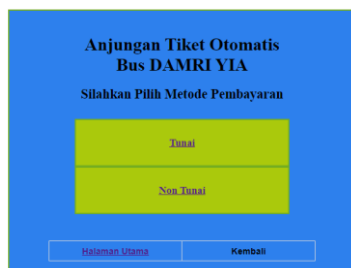 Anjungan Tiket Otomatis
Bus DAMRI YIA
Silahkan Pilih Metode Pembayaran
Tunai
Non Tunai
Halaman Utama
Kembali